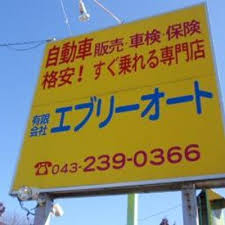 自動車販売・車検・保険
格安！すぐ乗れる専門店
有限会社エブリーオート
☎043-239-0366